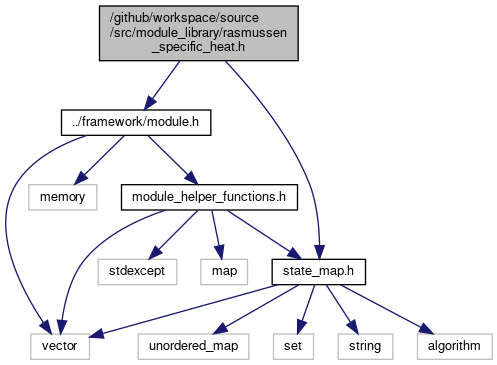 /github/workspace/source
/src/module_library/rasmussen
_specific_heat.h
../framework/module.h
memory
module_helper_functions.h
stdexcept
map
state_map.h
vector
unordered_map
set
string
algorithm